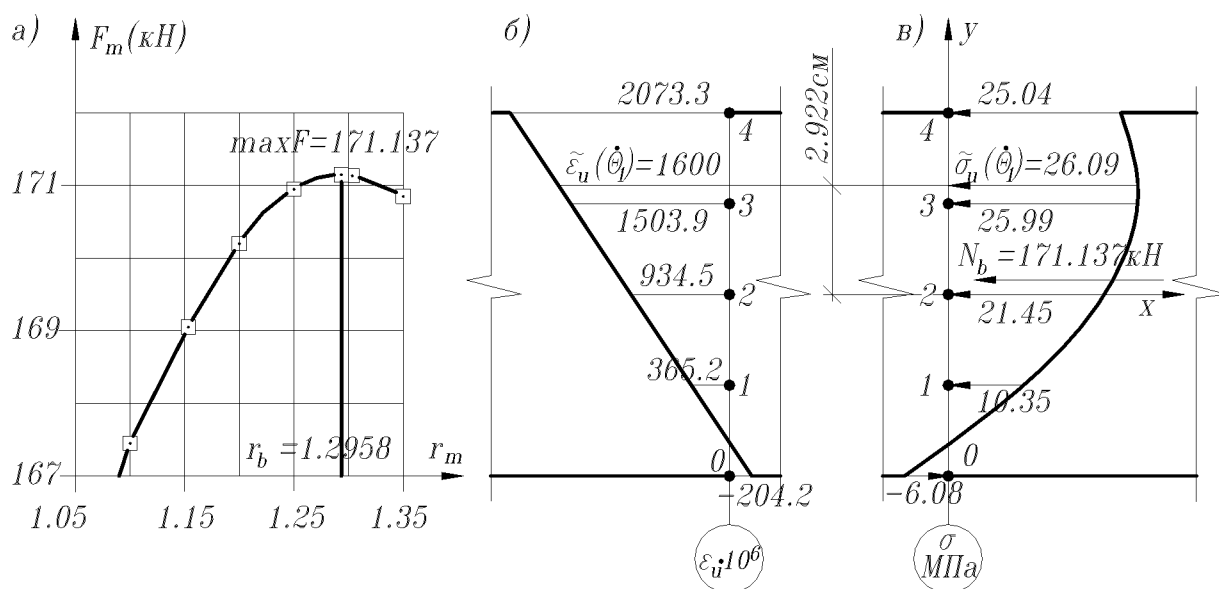 а)
F_m(кН)
maxF=171.137
171
169
167
r_b =1.2958
r_m
1.05
1.15
1.25
1.35
б)
2073.3
4
ε̃_u(Θ̇_1)=1600
3
1503.9
934.5
2
365.2
1
0
-204.2
ε_u·10⁶
2.922см
в)
y
25.04
4
σ̃_u(Θ̇_1)=26.09
3
25.99
N_b =171.137кН
2
21.45
x
1
10.35
0
-6.08
σ
МПа